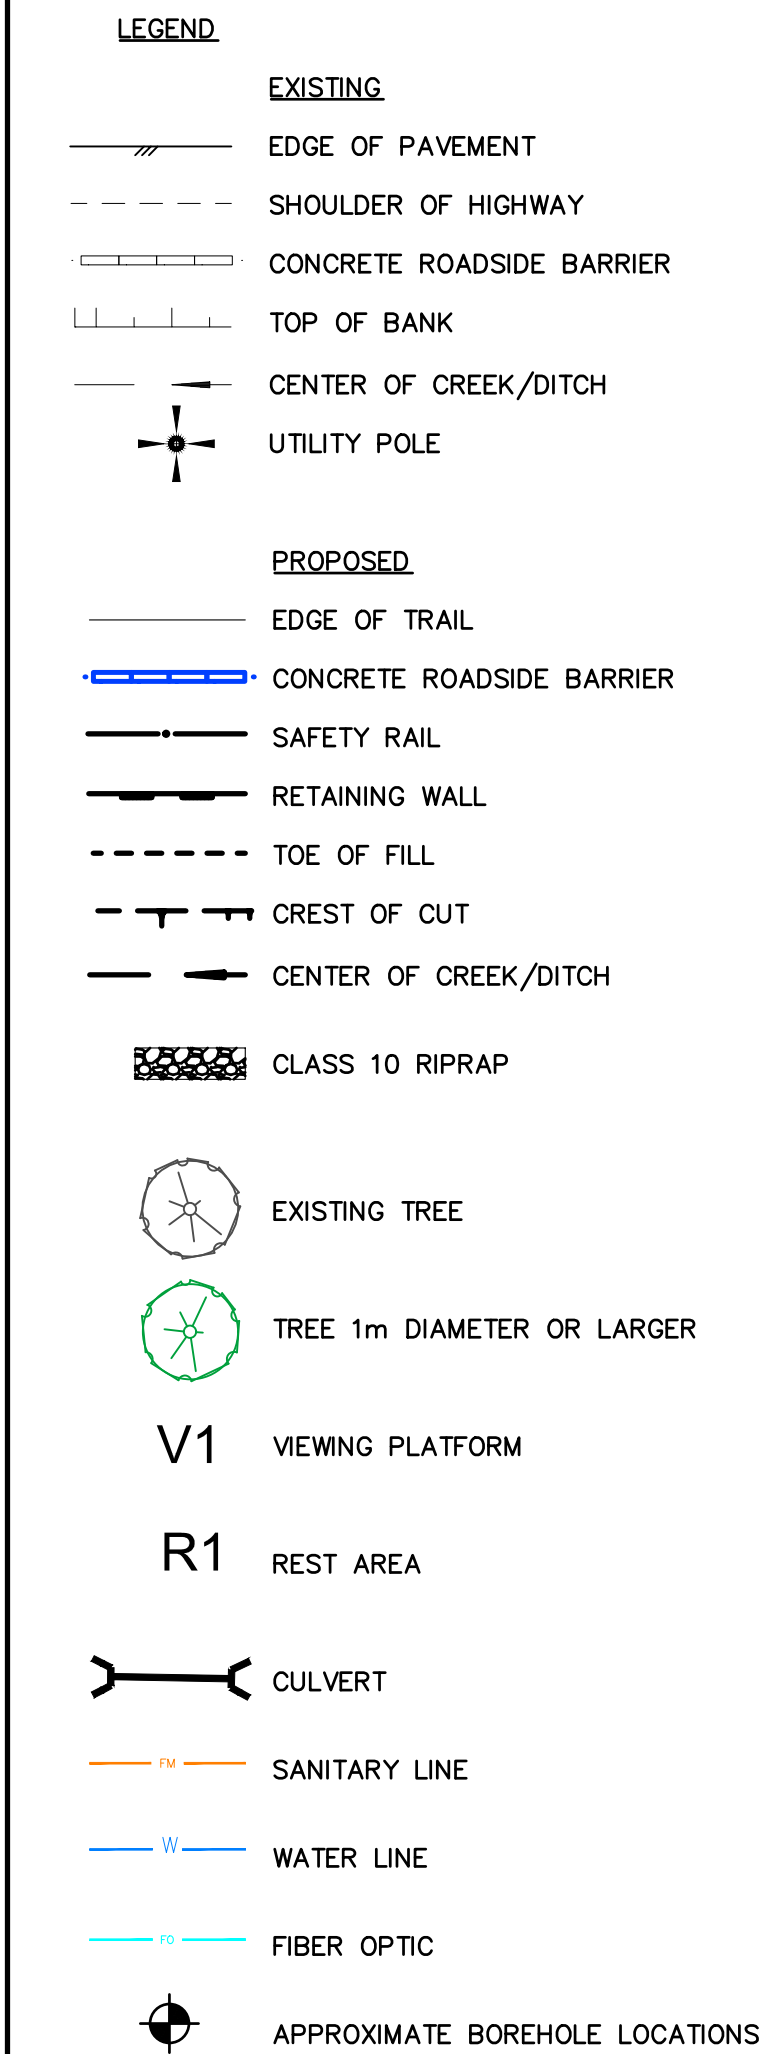 LEGEND
EXISTING
EDGE OF PAVEMENT
SHOULDER OF HIGHWAY
CONCRETE ROADSIDE BARRIER
TOP OF BANK
CENTER OF CREEK/DITCH
UTILITY POLE
PROPOSED
EDGE OF TRAIL
CONCRETE ROADSIDE BARRIER
SAFETY RAIL
RETAINING WALL
TOE OF FILL
CREST OF CUT
CENTER OF CREEK/DITCH
CLASS 10 RIPRAP
EXISTING TREE
TREE 1m DIAMETER OR LARGER
V1 VIEWING PLATFORM
R1 REST AREA
CULVERT
FM SANITARY LINE
W WATER LINE
FO FIBER OPTIC
APPROXIMATE BOREHOLE LOCATIONS